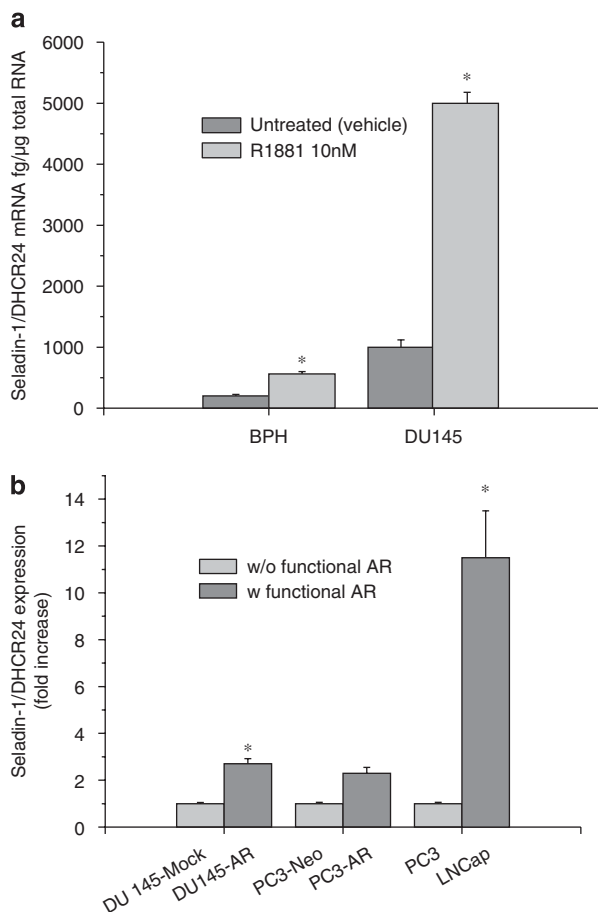 a
Seladin-1/DHCR24 mRNA fg/μg total RNA
6000
5000
4000
3000
2000
1000
0
*
Untreated (vehicle)
R1881 10nM
*
BPH
DU145
b
Seladin-1/DHCR24 expression
(fold increase)
14
12
10
8
6
4
2
0
*
w/o functional AR
w functional AR
*
DU 145-Mock
DU145-AR
PC3-Neo
PC3-AR
PC3
LNCap